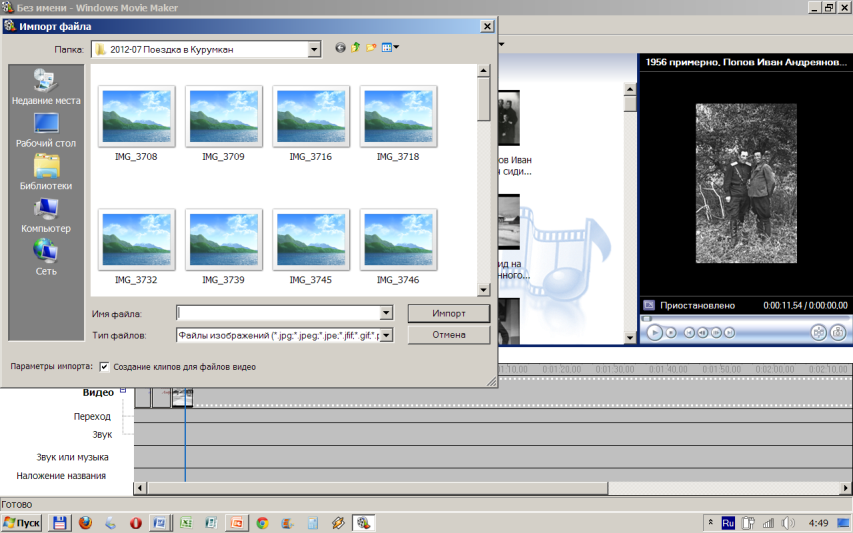 Без имени - Windows Movie Maker
Импорт файла
Папка:
2012-07 Поездка в Курумкан
Недавние места
Рабочий стол
Библиотеки
Компьютер
Сеть
IMG_3708
IMG_3709
IMG_3716
IMG_3718
IMG_3732
IMG_3739
IMG_3745
IMG_3746
Имя файла:
Импорт
Тип файлов:
Файлы изображений (*.jpg;*.jpeg;*.jpe;*.jfif;*.gif;*.p
Отмена
Параметры импорта:
Создание клипов для файлов видео
ов Иван
сиди...
ид на
нного...
1956 примерно, Попов Иван Андреянов...
Приостановлено
0:00:11,54 / 0:00:00,00
1:10,00 0:01:20,00 0:01:30,00 0:01:40,00 0:01:50,00 0:02:00,00 0:02:10,00
Видео
Переход
Звук
Звук или музыка
Наложение названия
Готово
Пуск
Ru
4:49